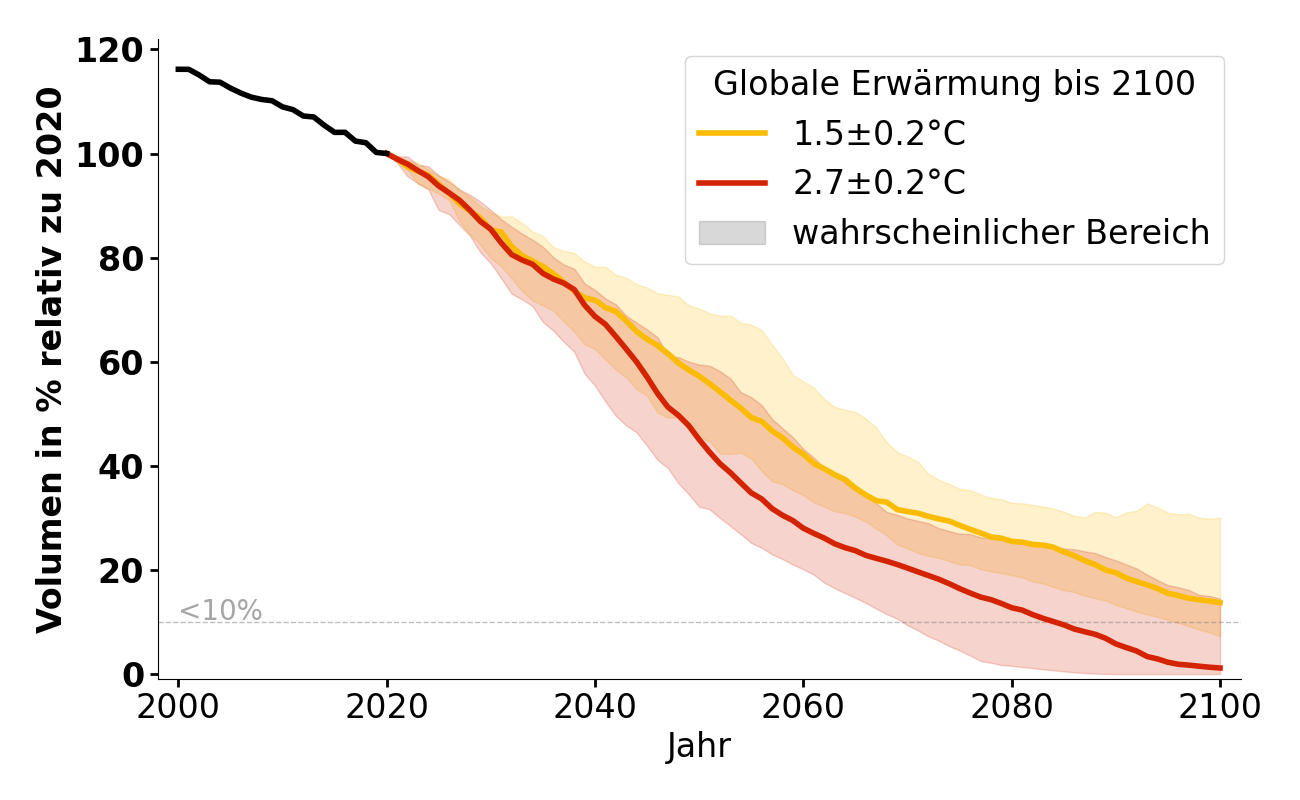 Volumen in % relativ zu 2020
120
100
80
60
40
20
0
<10%
Globale Erwärmung bis 2100
1.5±0.2°C
2.7±0.2°C
wahrscheinlicher Bereich
2000 2020 2040 2060 2080 2100
Jahr